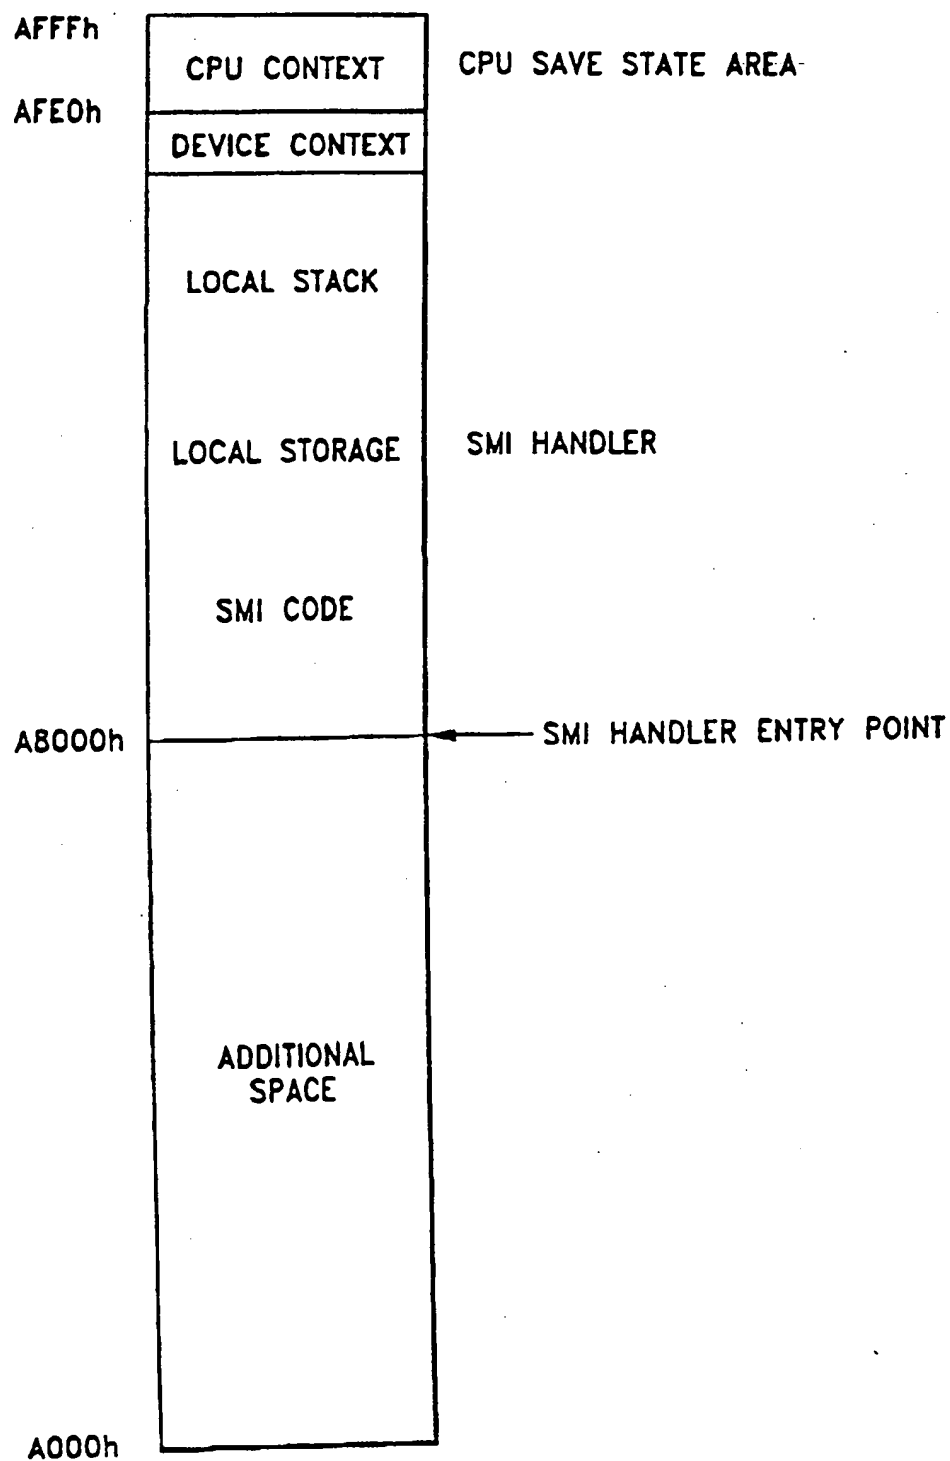 AFFFh
CPU CONTEXT
CPU SAVE STATE AREA
AFE0h
DEVICE CONTEXT
LOCAL STACK
LOCAL STORAGE
SMI HANDLER
SMI CODE
A8000h
SMI HANDLER ENTRY POINT
ADDITIONAL
SPACE
A000h